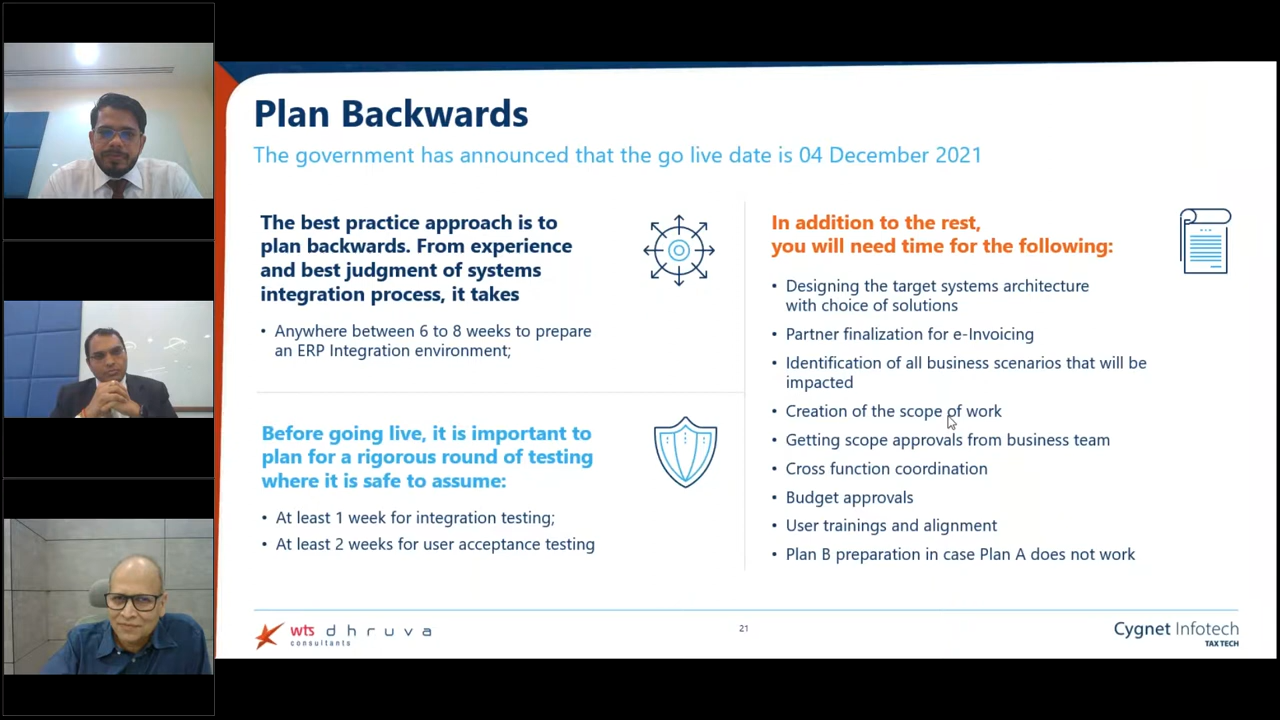 Plan Backwards
The government has announced that the go live date is 04 December 2021
The best practice approach is to
plan backwards. From experience
and best judgment of systems
integration process, it takes
• Anywhere between 6 to 8 weeks to prepare
an ERP Integration environment;
Before going live, it is important to
plan for a rigorous round of testing
where it is safe to assume:
• At least 1 week for integration testing;
• At least 2 weeks for user acceptance testing
In addition to the rest,
you will need time for the following:
• Designing the target systems architecture
with choice of solutions
• Partner finalization for e-Invoicing
• Identification of all business scenarios that will be
impacted
• Creation of the scope of work
• Getting scope approvals from business team
• Cross function coordination
• Budget approvals
• User trainings and alignment
• Plan B preparation in case Plan A does not work
wts dhruva
consultants
21
Cygnet Infotech
TAX TECH